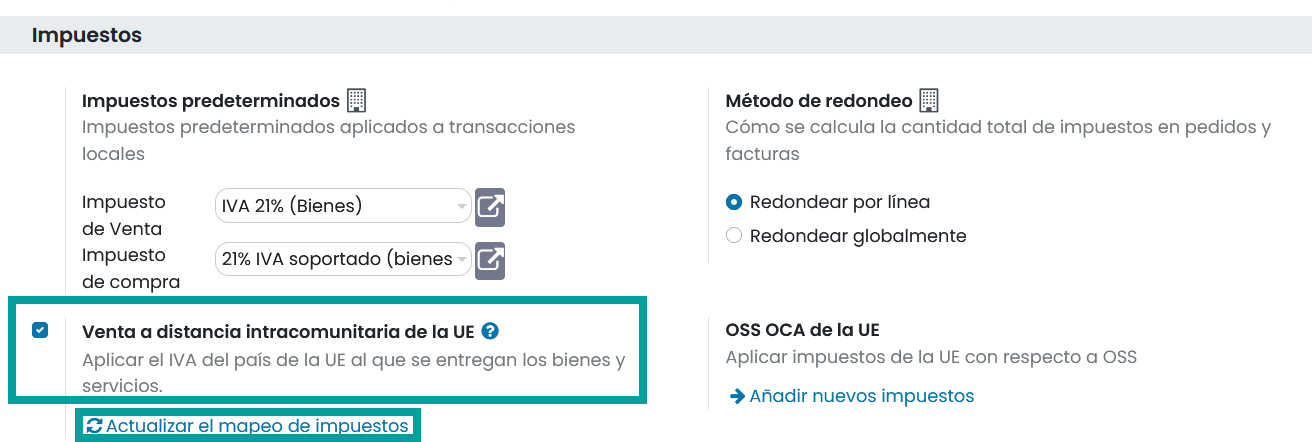 Impuestos
Impuestos predeterminados
Impuestos predeterminados aplicados a transacciones
locales
Impuesto
de Venta
IVA 21% (Bienes)
Impuesto
de compra
21% IVA soportado (bienes
Método de redondeo
Cómo se calcula la cantidad total de impuestos en pedidos y
facturas
Redondear por línea
Redondear globalmente
Venta a distancia intracomunitaria de la UE ?
Aplicar el IVA del país de la UE al que se entregan los bienes y
servicios.
Actualizar el mapeo de impuestos
OSS OCA de la UE
Aplicar impuestos de la UE con respecto a OSS
Añadir nuevos impuestos